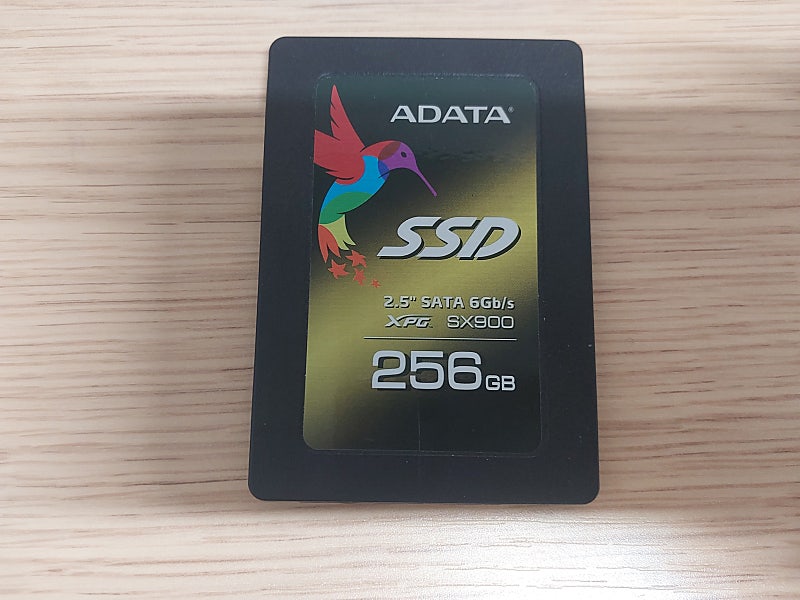 ADATA®
SSD
2.5" SATA 6Gb/s
XPG SX900
256GB